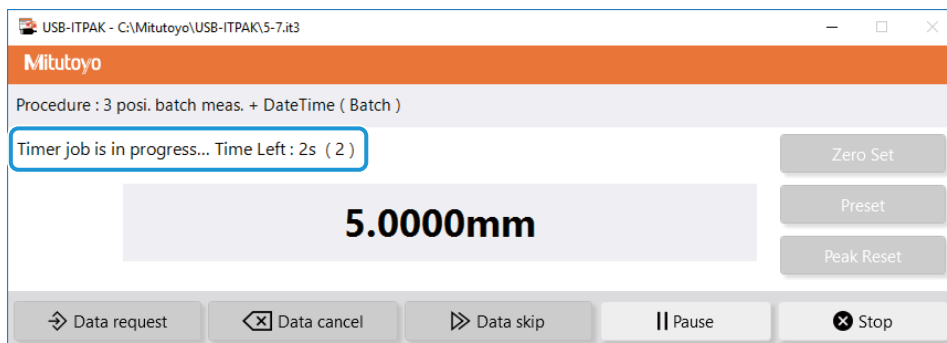 USB-ITPAK - C:\Mitutoyo\USB-ITPAK\5-7.it3
Mitutoyo
Procedure : 3 posi. batch meas. + DateTime ( Batch )
Timer job is in progress... Time Left : 2s ( 2 )
Zero Set
5.0000mm
Preset
Peak Reset
Data request
Data cancel
Data skip
Pause
Stop